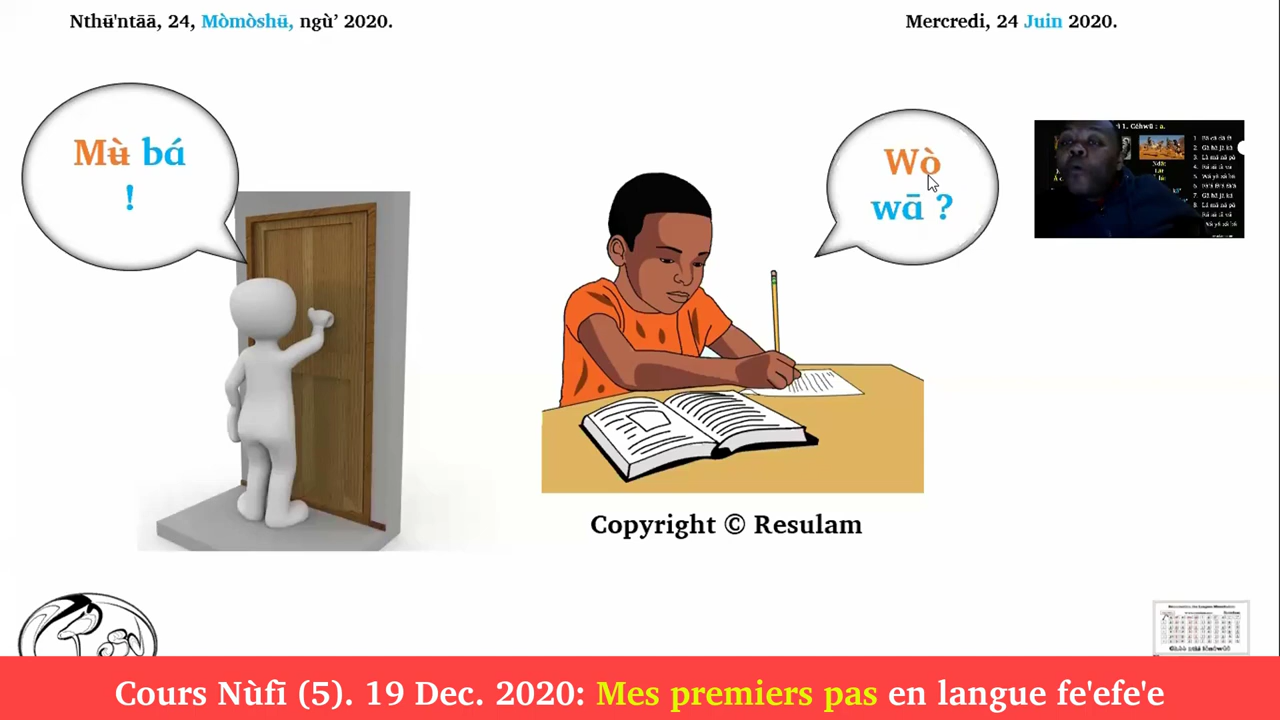 Nthʉ̄'ntāā, 24, Mòmòshʉ̄, ngù’ 2020.
Mercredi, 24 Juin 2020.
Mʉ̀ bá
!
Wò
wā ?
Copyright © Resulam
Cours Nùfī (5). 19 Dec. 2020: Mes premiers pas en langue fe'efe'e